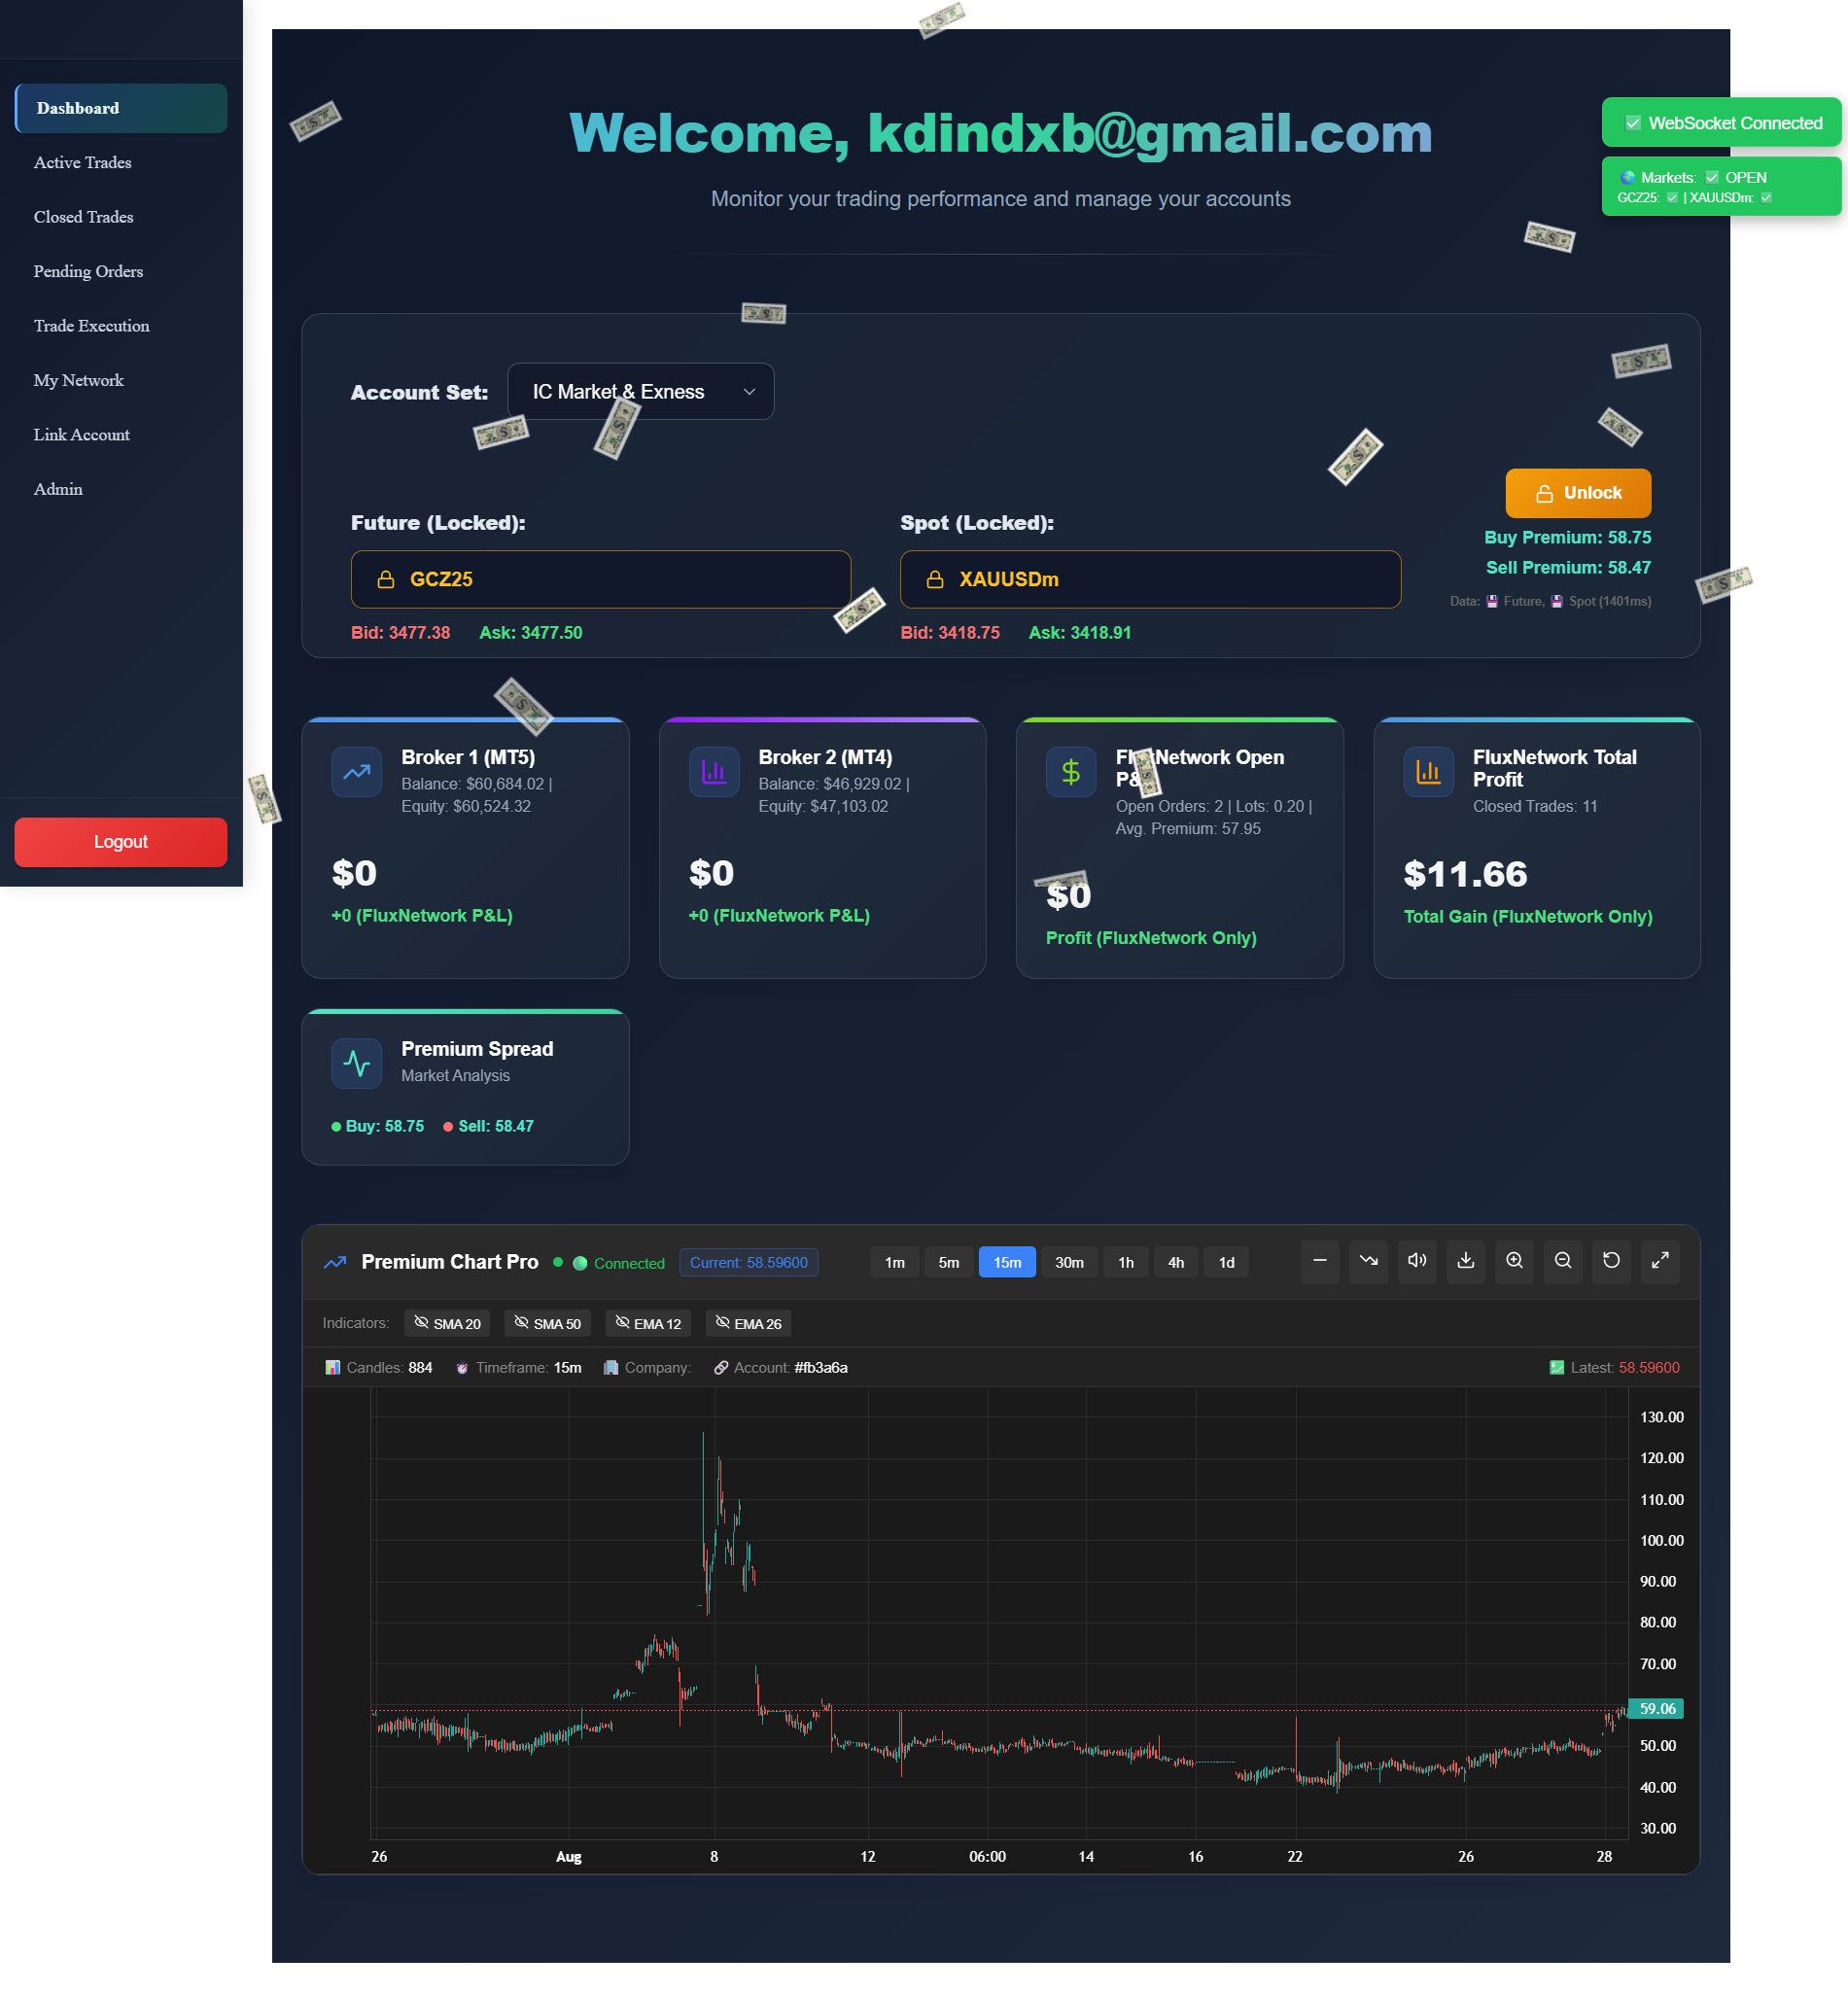 Dashboard
Active Trades
Closed Trades
Pending Orders
Trade Execution
My Network
Link Account
Admin
Logout
Welcome, kdindxb@gmail.com
Monitor your trading performance and manage your accounts
WebSocket Connected
Markets: OPEN
GCZ25: | XAUUSDm:
Account Set: IC Market & Exness
Unlock
Future (Locked):
GCZ25
Bid: 3477.38 Ask: 3477.50
Spot (Locked):
XAUUSDm
Bid: 3418.75 Ask: 3418.91
Buy Premium: 58.75
Sell Premium: 58.47
Data: Future, Spot (1401ms)
Broker 1 (MT5)
Balance: $60,684.02 |
Equity: $60,524.32
$0
+0 (FluxNetwork P&L)
Broker 2 (MT4)
Balance: $46,929.02 |
Equity: $47,103.02
$0
+0 (FluxNetwork P&L)
FluxNetwork Open
P&L
Open Orders: 2 | Lots: 0.20 |
Avg. Premium: 57.95
$0
Profit (FluxNetwork Only)
FluxNetwork Total
Profit
Closed Trades: 11
$11.66
Total Gain (FluxNetwork Only)
Premium Spread
Market Analysis
Buy: 58.75 Sell: 58.47
Premium Chart Pro Connected Current: 58.59600 1m 5m 15m 30m 1h 4h 1d
Indicators: SMA 20 SMA 50 EMA 12 EMA 26
Candles: 884 Timeframe: 15m Company: Account: #fb3a6a Latest: 58.59600
130.00
120.00
110.00
100.00
90.00
80.00
70.00
59.06
50.00
40.00
30.00
26 Aug 8 12 06:00 14 16 22 26 28